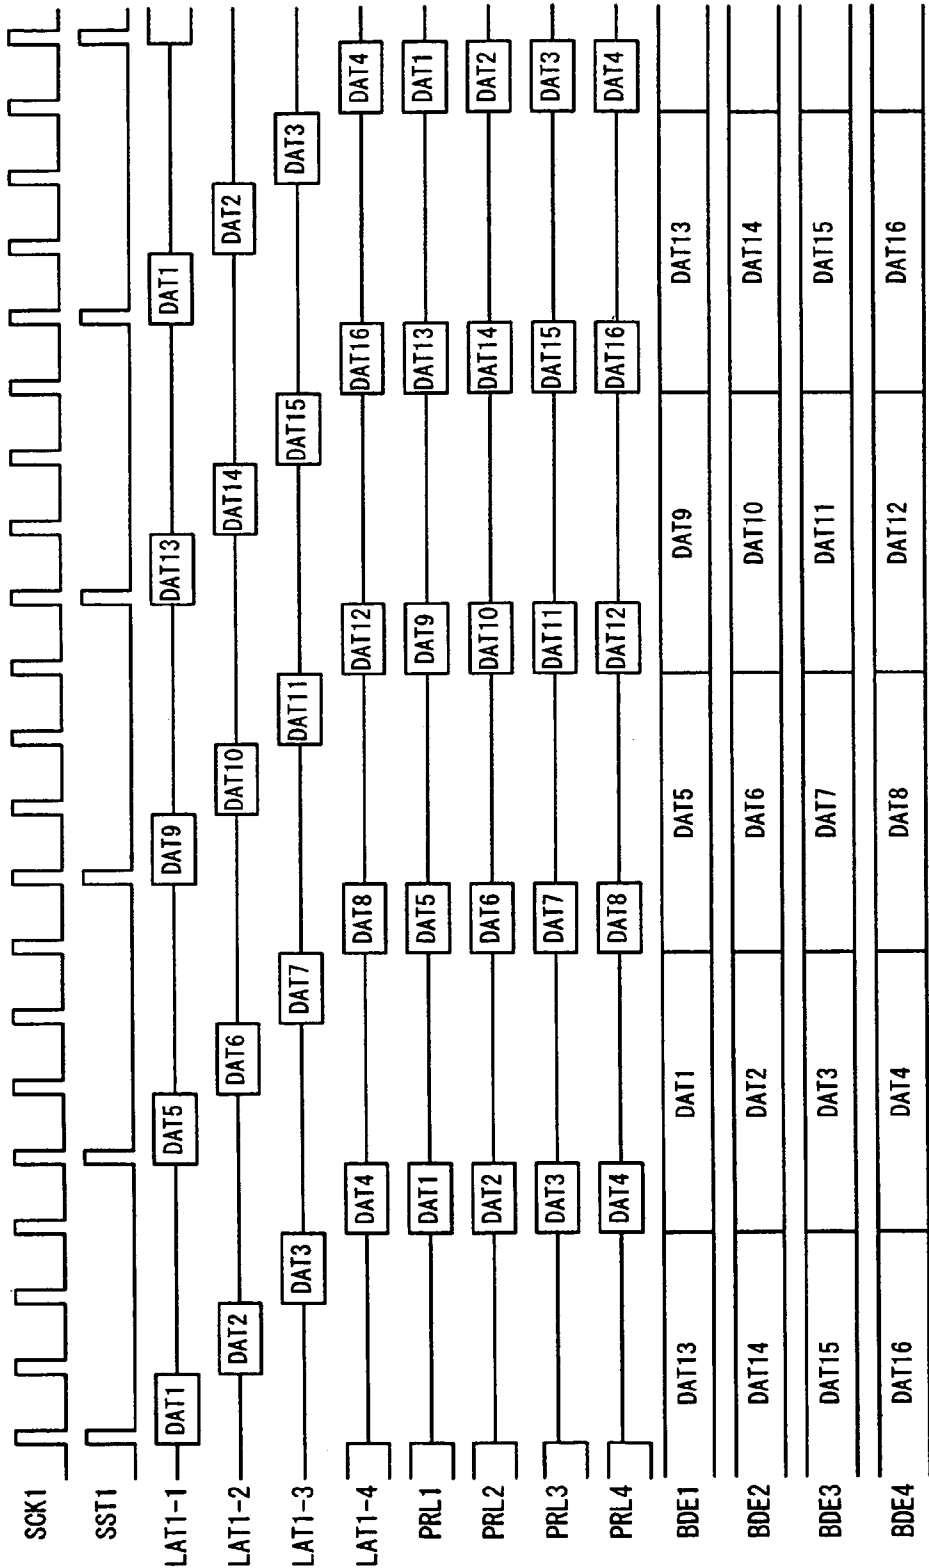 SCK1
SST1
LAT1-1 DAT1 DAT5 DAT9 DAT13 DAT1
LAT1-2 DAT2 DAT6 DAT10 DAT14 DAT2
LAT1-3 DAT3 DAT7 DAT11 DAT15 DAT3
LAT1-4 DAT4 DAT8 DAT12 DAT16 DAT4
PRL1 DAT1 DAT5 DAT9 DAT13 DAT1
PRL2 DAT2 DAT6 DAT10 DAT14 DAT2
PRL3 DAT3 DAT7 DAT11 DAT15 DAT3
PRL4 DAT4 DAT8 DAT12 DAT16 DAT4
BDE1 DAT13 DAT1 DAT5 DAT9 DAT13
BDE2 DAT14 DAT2 DAT6 DAT10 DAT14
BDE3 DAT15 DAT3 DAT7 DAT11 DAT15
BDE4 DAT16 DAT4 DAT8 DAT12 DAT16